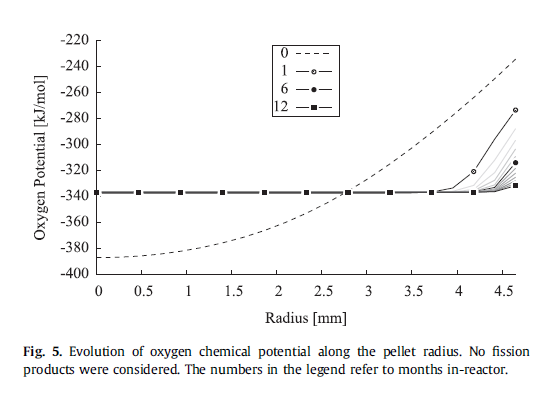 -220
-240
-260
-280
-300
-320
-340
-360
-380
-400
Oxygen Potential [kJ/mol]
0
1
6
12
0 0.5 1 1.5 2 2.5 3 3.5 4 4.5
Radius [mm]
Fig. 5. Evolution of oxygen chemical potential along the pellet radius. No fission
products were considered. The numbers in the legend refer to months in-reactor.